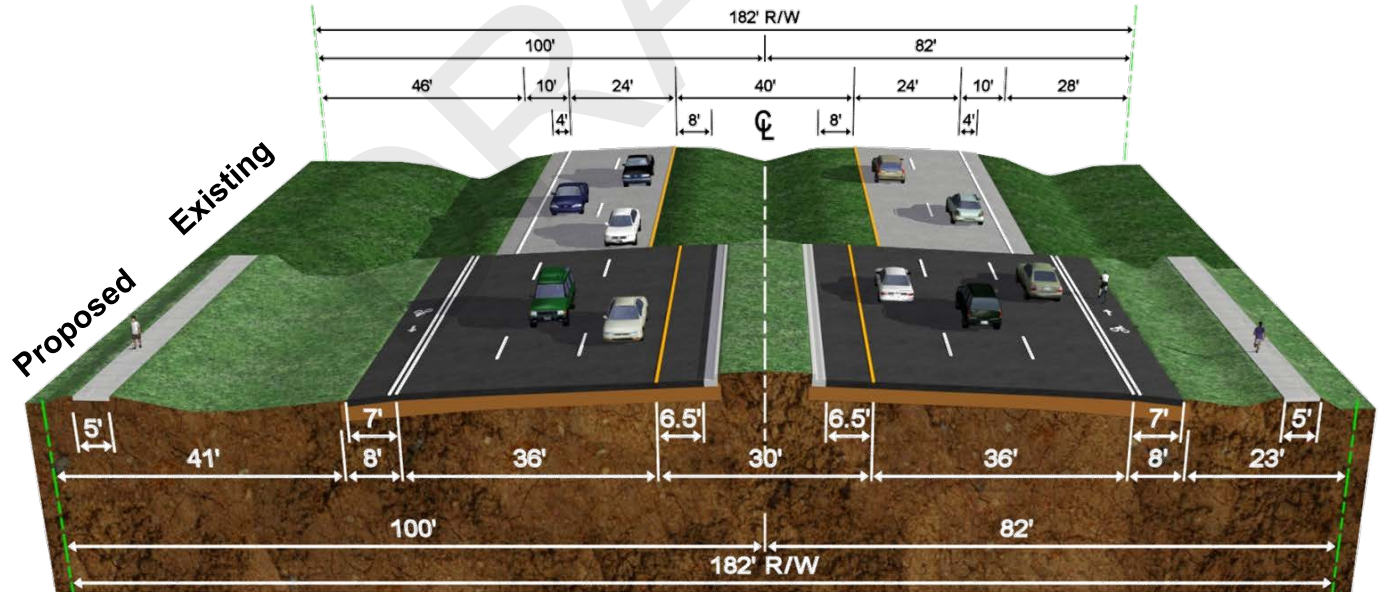 182' R/W
100' 82'
46' 10' 24' 40' 24' 10' 28'
4' 8' ℄ 8' 4'
Existing
Proposed
5' 7' 6.5' 6.5' 7' 5'
41' 8' 36' 30' 36' 8' 23'
100' 82'
182' R/W